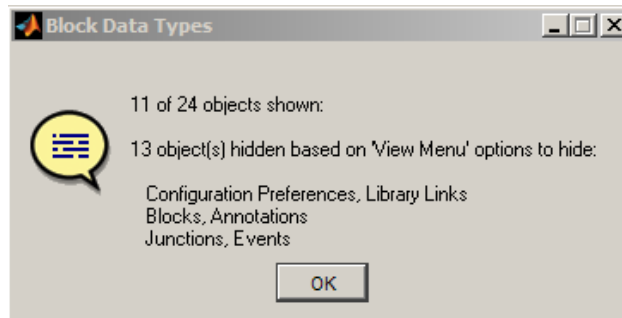 Block Data Types
11 of 24 objects shown:
13 object(s) hidden based on 'View Menu' options to hide:
Configuration Preferences, Library Links
Blocks, Annotations
Junctions, Events
OK